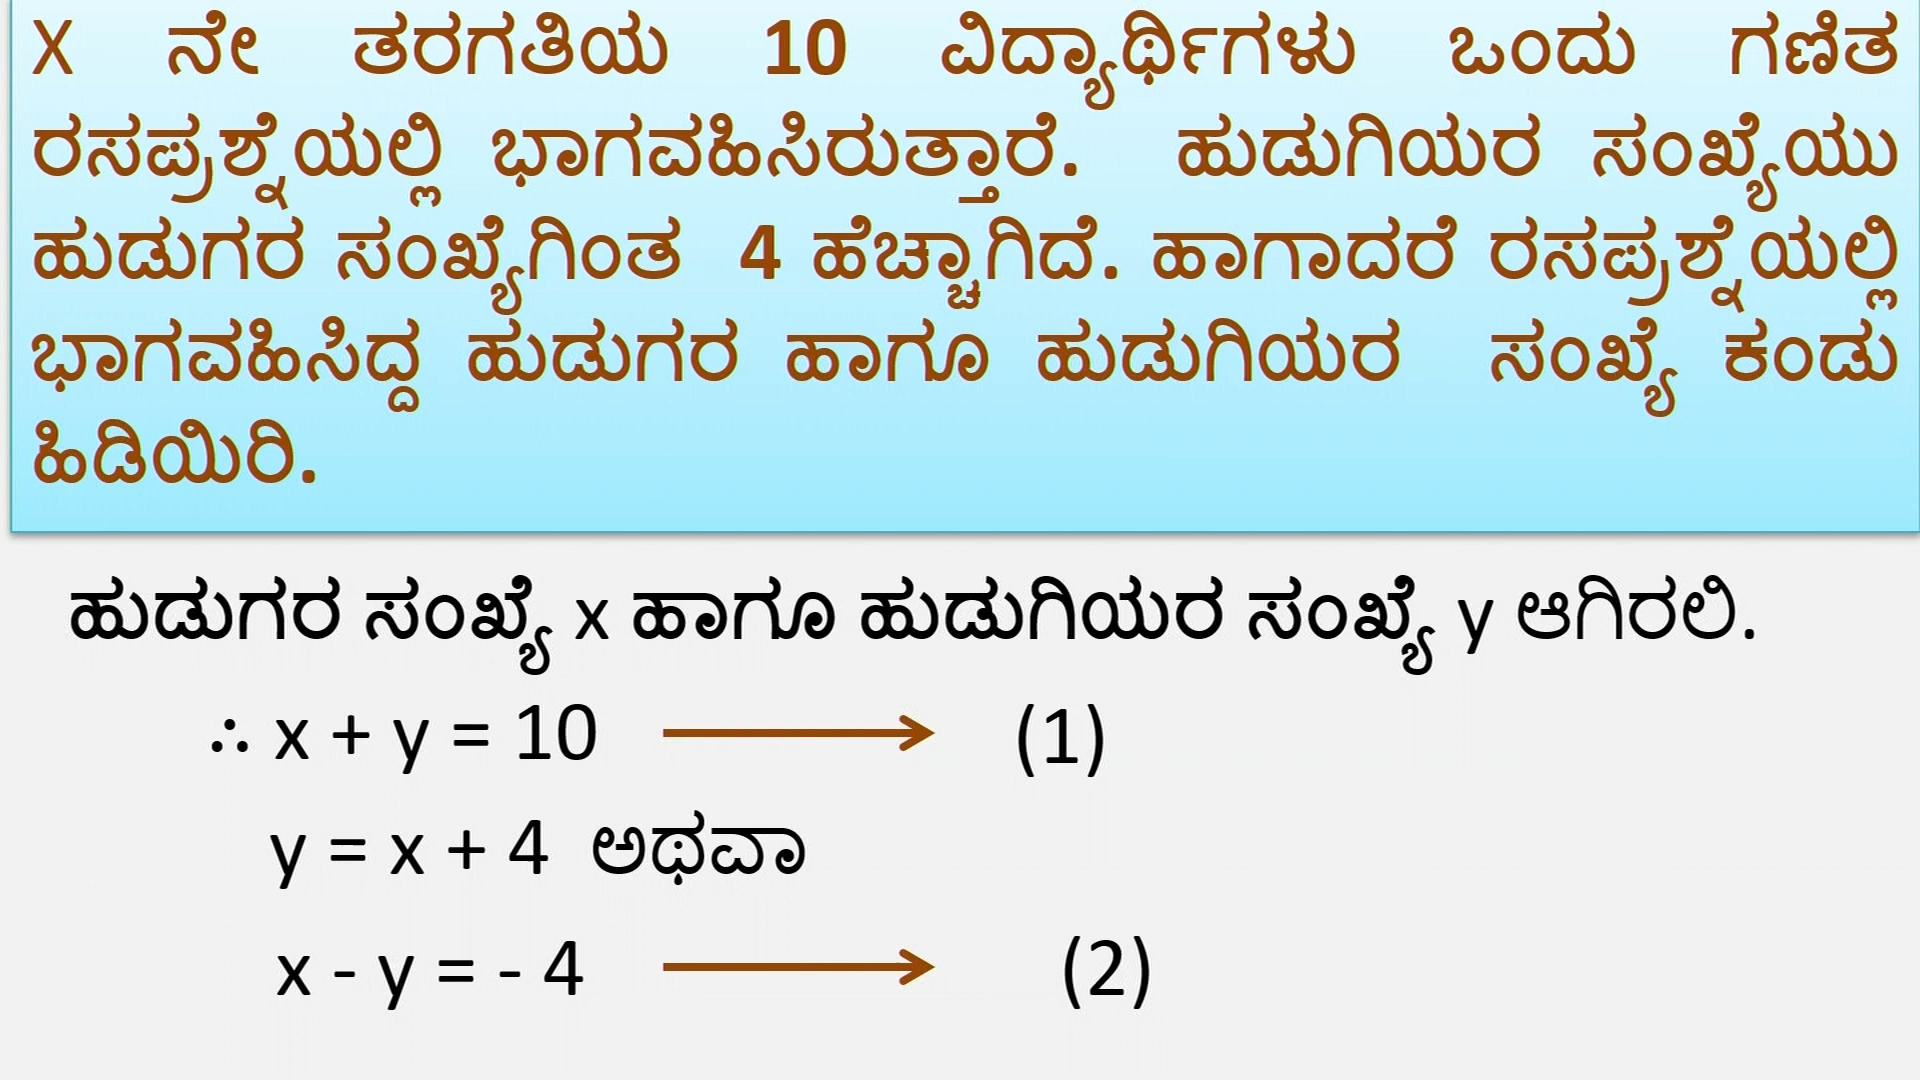 X ನೇ ತರಗತಿಯ 10 ವಿದ್ಯಾರ್ಥಿಗಳು ಒಂದು ಗಣಿತ
ರಸಪ್ರಶ್ನೆಯಲ್ಲಿ ಭಾಗವಹಿಸಿರುತ್ತಾರೆ. ಹುಡುಗಿಯರ ಸಂಖ್ಯೆಯು
ಹುಡುಗರ ಸಂಖ್ಯೆಗಿಂತ 4 ಹೆಚ್ಚಾಗಿದೆ. ಹಾಗಾದರೆ ರಸಪ್ರಶ್ನೆಯಲ್ಲಿ
ಭಾಗವಹಿಸಿದ್ದ ಹುಡುಗರ ಹಾಗೂ ಹುಡುಗಿಯರ ಸಂಖ್ಯೆ ಕಂಡು
ಹಿಡಿಯಿರಿ.
ಹುಡುಗರ ಸಂಖ್ಯೆ x ಹಾಗೂ ಹುಡುಗಿಯರ ಸಂಖ್ಯೆ y ಆಗಿರಲಿ.
∴ x + y = 10 ⟶ (1)
y = x + 4 ಅಥವಾ
x - y = - 4 ⟶ (2)